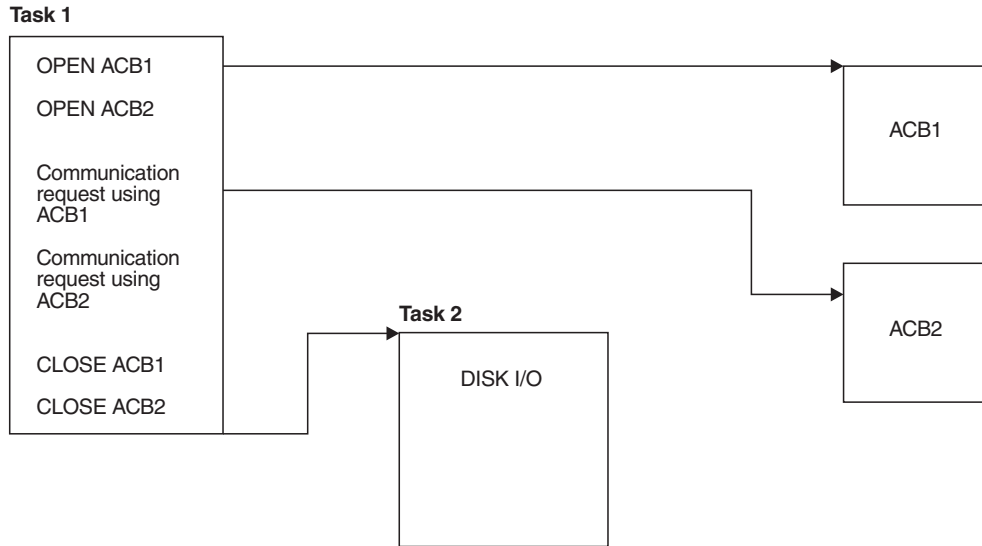 Task 1
OPEN ACB1
OPEN ACB2
Communication
request using
ACB1
Communication
request using
ACB2
CLOSE ACB1
CLOSE ACB2
Task 2
DISK I/O
ACB1
ACB2